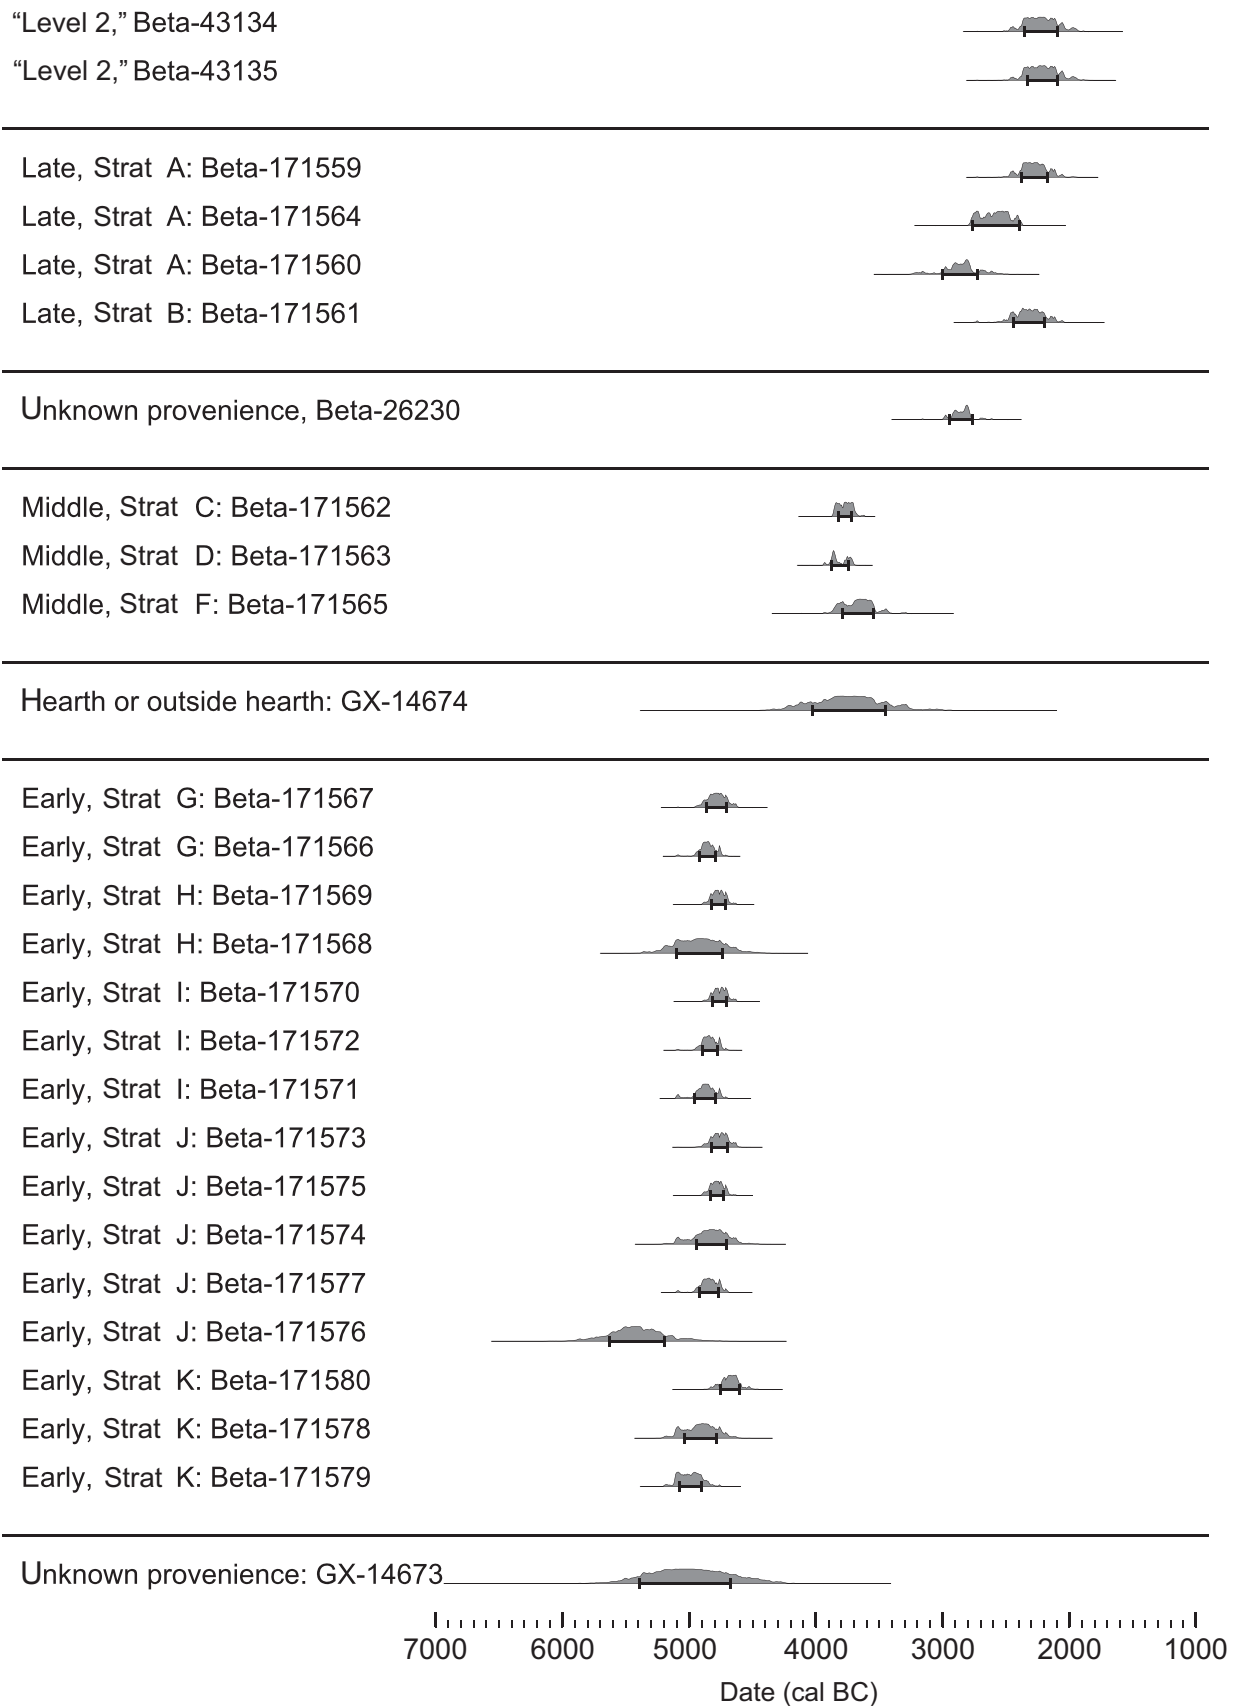 “Level 2,” Beta-43134
“Level 2,” Beta-43135
Late, Strat A: Beta-171559
Late, Strat A: Beta-171564
Late, Strat A: Beta-171560
Late, Strat B: Beta-171561
Unknown provenience, Beta-26230
Middle, Strat C: Beta-171562
Middle, Strat D: Beta-171563
Middle, Strat F: Beta-171565
Hearth or outside hearth: GX-14674
Early, Strat G: Beta-171567
Early, Strat G: Beta-171566
Early, Strat H: Beta-171569
Early, Strat H: Beta-171568
Early, Strat I: Beta-171570
Early, Strat I: Beta-171572
Early, Strat I: Beta-171571
Early, Strat J: Beta-171573
Early, Strat J: Beta-171575
Early, Strat J: Beta-171574
Early, Strat J: Beta-171577
Early, Strat J: Beta-171576
Early, Strat K: Beta-171580
Early, Strat K: Beta-171578
Early, Strat K: Beta-171579
Unknown provenience: GX-14673
7000 6000 5000 4000 3000 2000 1000
Date (cal BC)